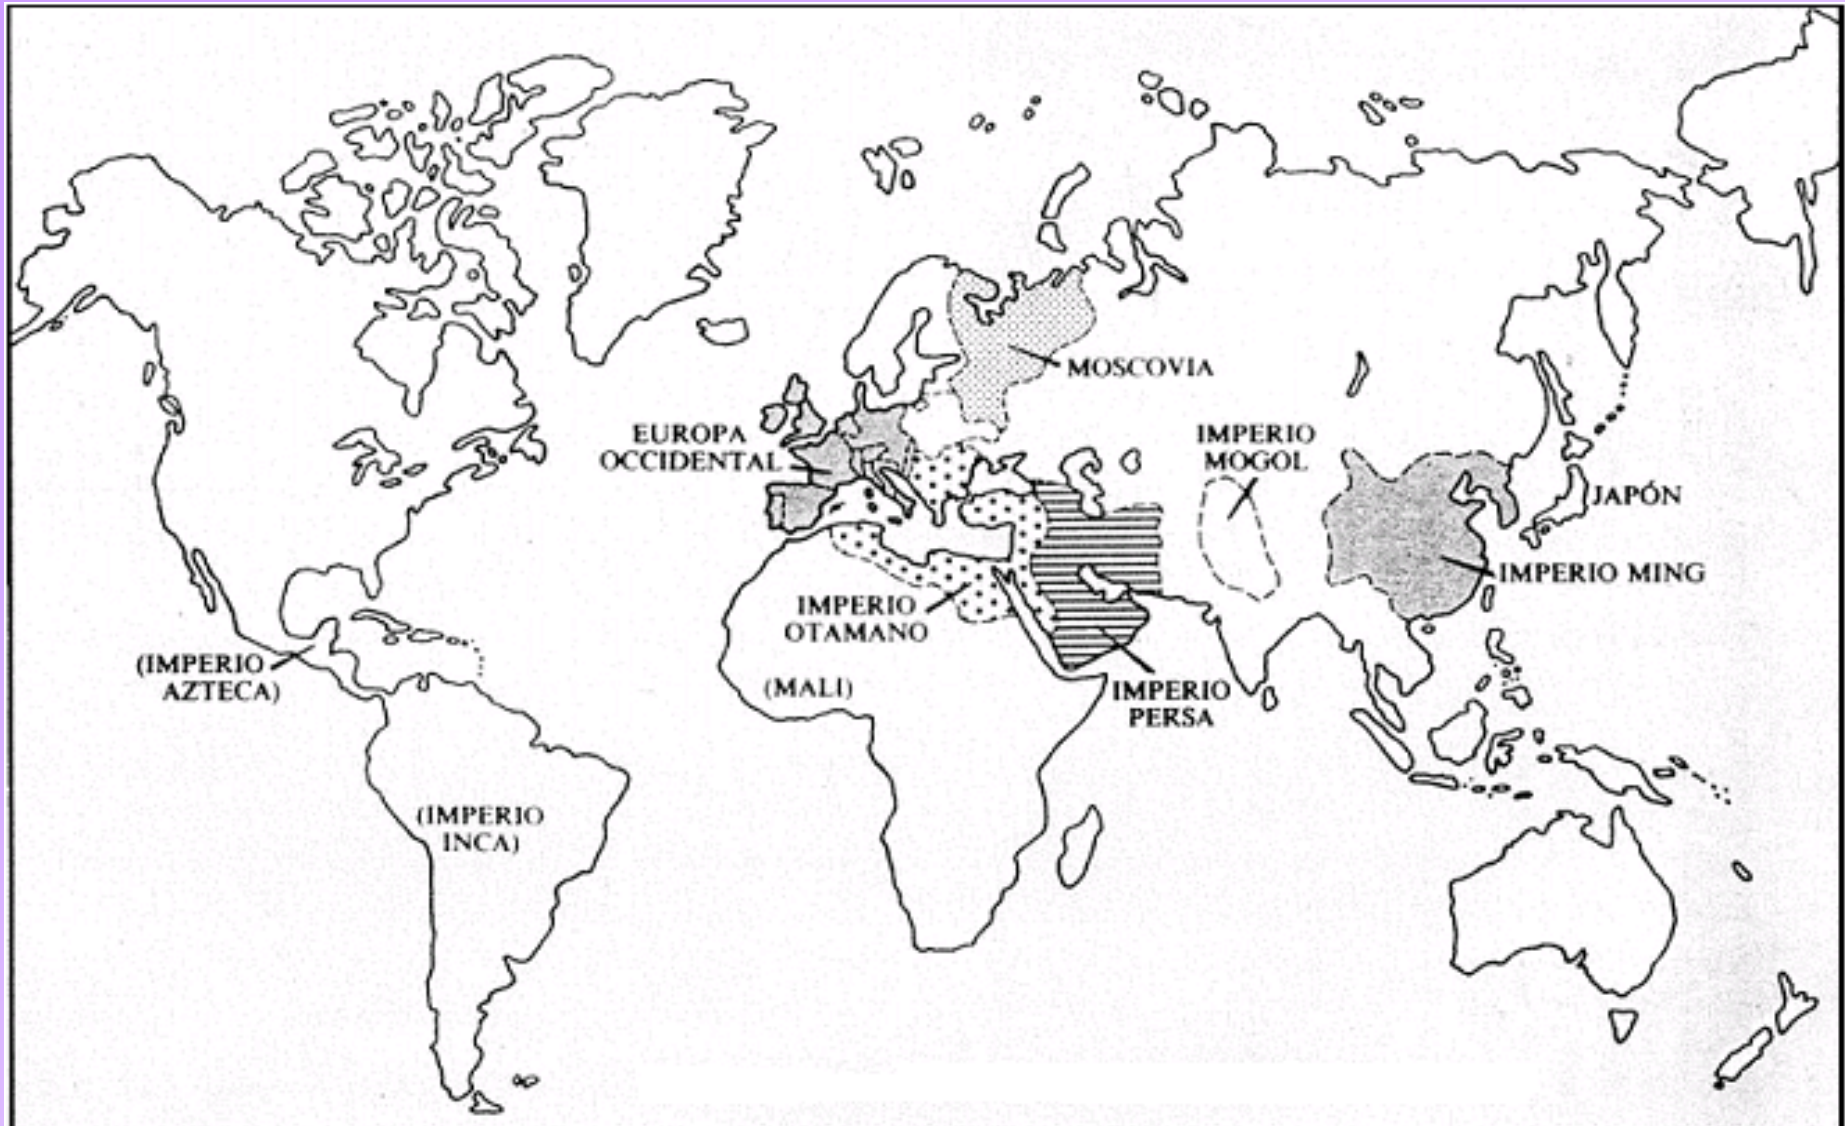 MOSCOVIA
EUROPA
OCCIDENTAL
IMPERIO
MOGOL
JAPÓN
IMPERIO MING
IMPERIO
OTAMANO
(IMPERIO
AZTECA)
(MALI)
IMPERIO
PERSA
(IMPERIO
INCA)